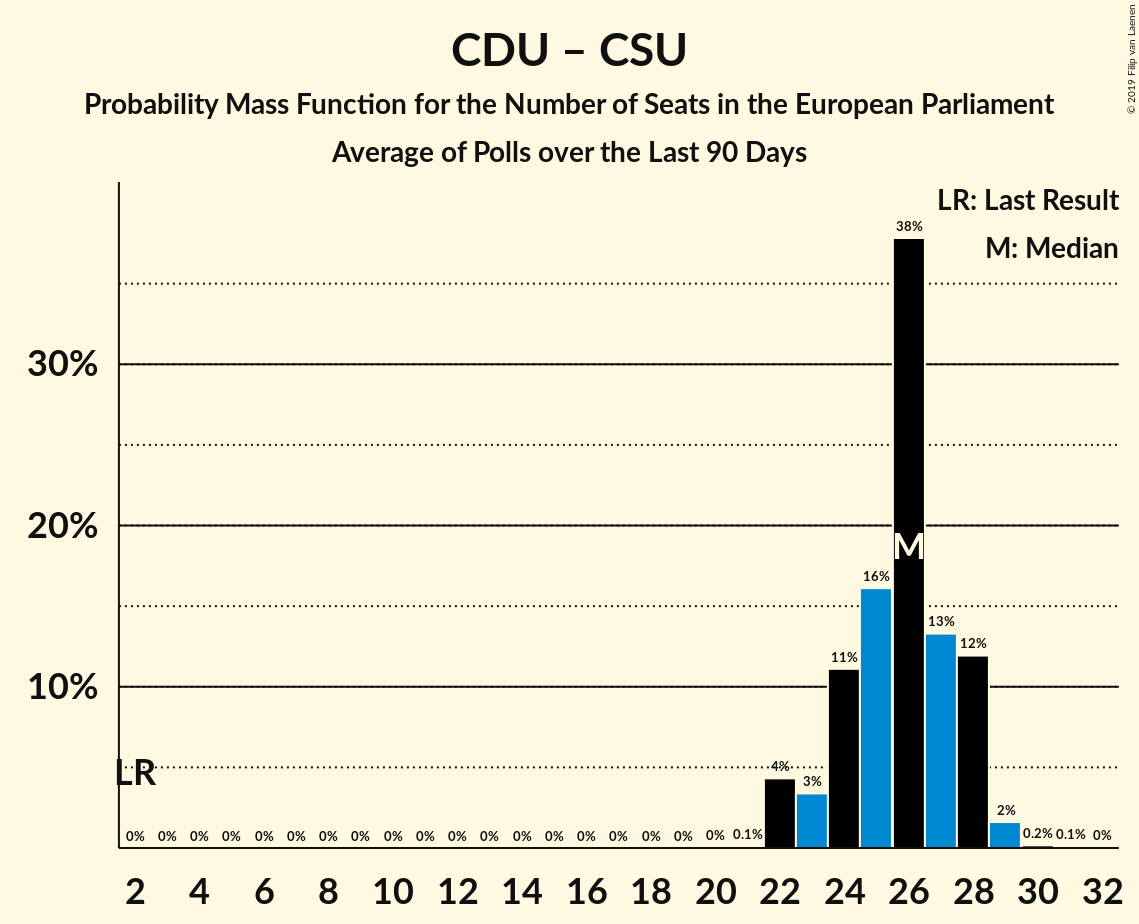 © 2019 Filip van Laenen
CDU – CSU
Probability Mass Function for the Number of Seats in the European Parliament
Average of Polls over the Last 90 Days
LR: Last Result
M: Median
38%
30%
20%
M
16%
13%
12%
11%
10%
LR
4%
3%
2%
0% 0% 0% 0% 0% 0% 0% 0% 0% 0% 0% 0% 0% 0% 0% 0% 0% 0% 0% 0.1% 0.2% 0.1% 0%
2 4 6 8 10 12 14 16 18 20 22 24 26 28 30 32